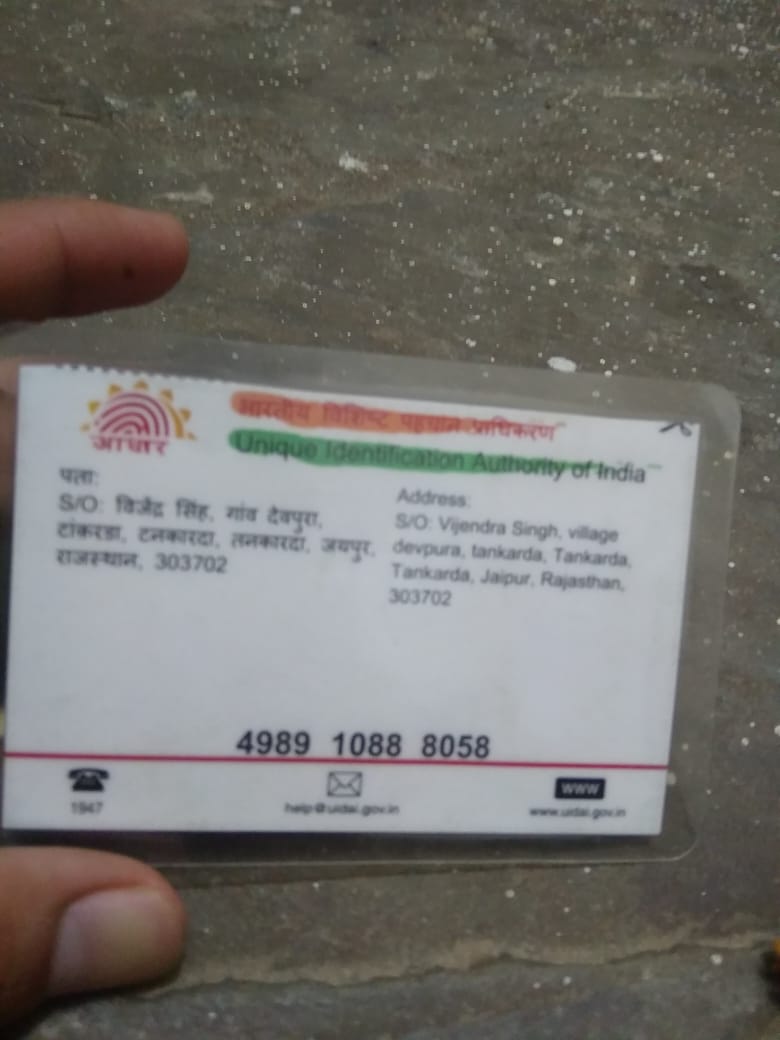 आधार
भारतीय विशिष्ट पहचान प्राधिकरण
Unique Identification Authority of India
पता:
S/O: विजेंद्र सिंह, गांव देवपुरा,
टांकरडा, टनकारदा, तनकारदा, जयपुर,
राजस्थान, 303702
Address:
S/O: Vijendra Singh, village
devpura, tankarda, Tankarda,
Tankarda, Jaipur, Rajasthan,
303702
4989 1088 8058
1947
help@uidai.gov.in
www
www.uidai.gov.in